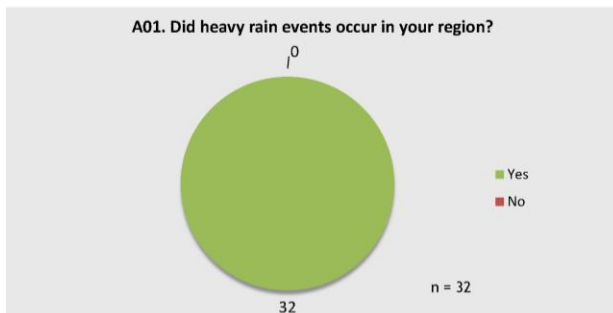 A01. Did heavy rain events occur in your region?
0
Yes
No
n = 32
32